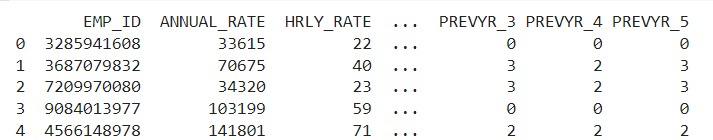 EMP_ID ANNUAL_RATE HRLY_RATE ... PREVYR_3 PREVYR_4 PREVYR_5
0 3285941608 33615 22 ... 0 0 0
1 3687079832 70675 40 ... 3 2 3
2 7209970080 34320 23 ... 3 2 3
3 9084013977 103199 59 ... 0 0 0
4 4566148978 141801 71 ... 2 2 2